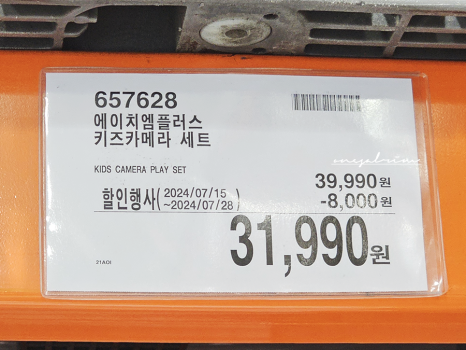 657628
에이치엠플러스
키즈카메라 세트
KIDS CAMERA PLAY SET
39,990원
할인행사(2024/07/15
~2024/07/28)
-8,000원
31,990원